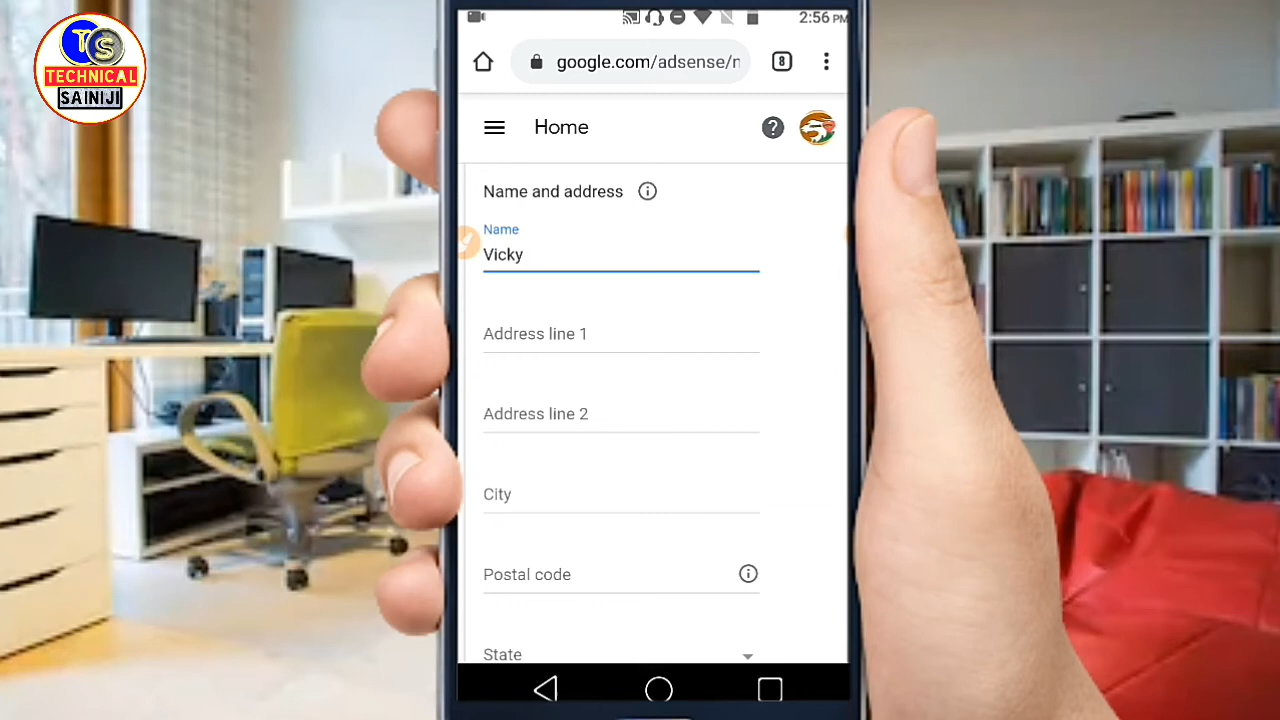 TS
TECHNICAL
SAINIJI
2:56 PM
google.com/adsense/n
8
Home
Name and address
Name
Vicky
Address line 1
Address line 2
City
Postal code
State